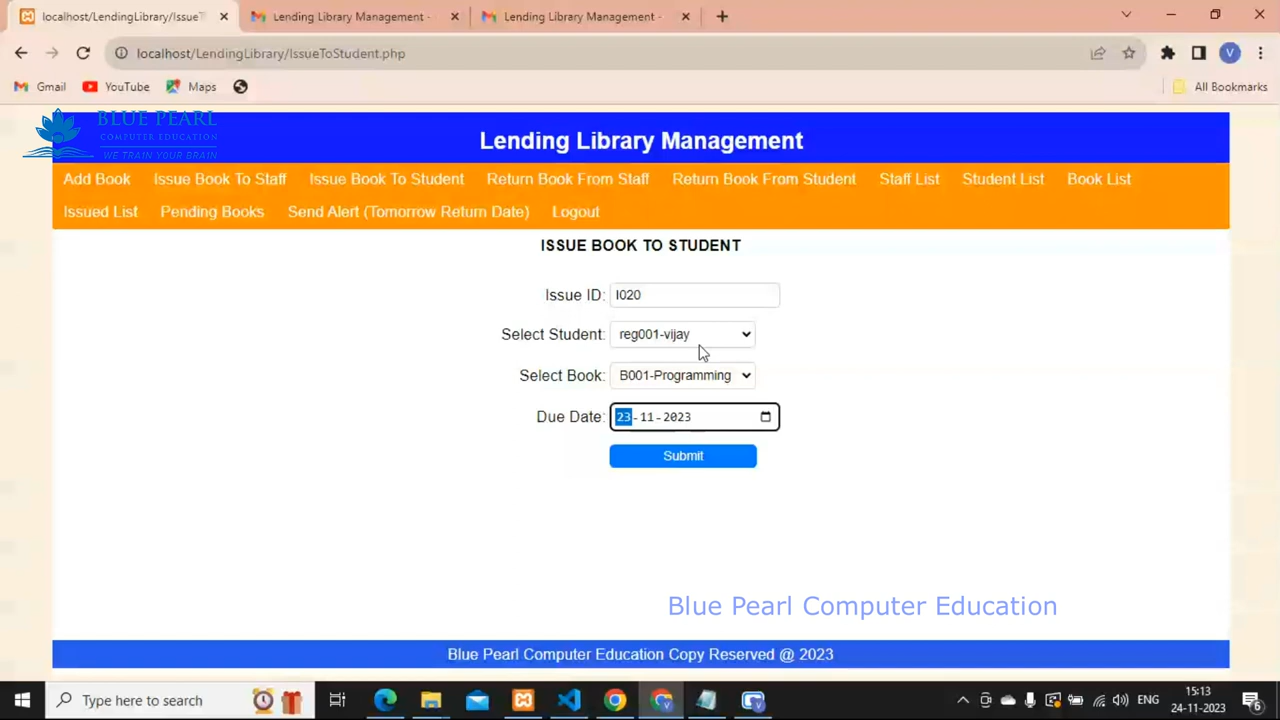 localhost/LendingLibrary/IssueT
Lending Library Management -
Lending Library Management -
localhost/LendingLibrary/IssueToStudent.php
V
Gmail
YouTube
Maps
All Bookmarks
BLUE PEARL
COMPUTER EDUCATION
WE TRAIN YOUR BRAIN
Lending Library Management
Add Book Issue Book To Staff Issue Book To Student Return Book From Staff Return Book From Student Staff List Student List Book List
Issued List Pending Books Send Alert (Tomorrow Return Date) Logout
ISSUE BOOK TO STUDENT
Issue ID: I020
Select Student: reg001-vijay
Select Book: B001-Programming
Due Date: 23-11-2023
Submit
Blue Pearl Computer Education
Blue Pearl Computer Education Copy Reserved @ 2023
Type here to search
ENG
15:13
24-11-2023
6